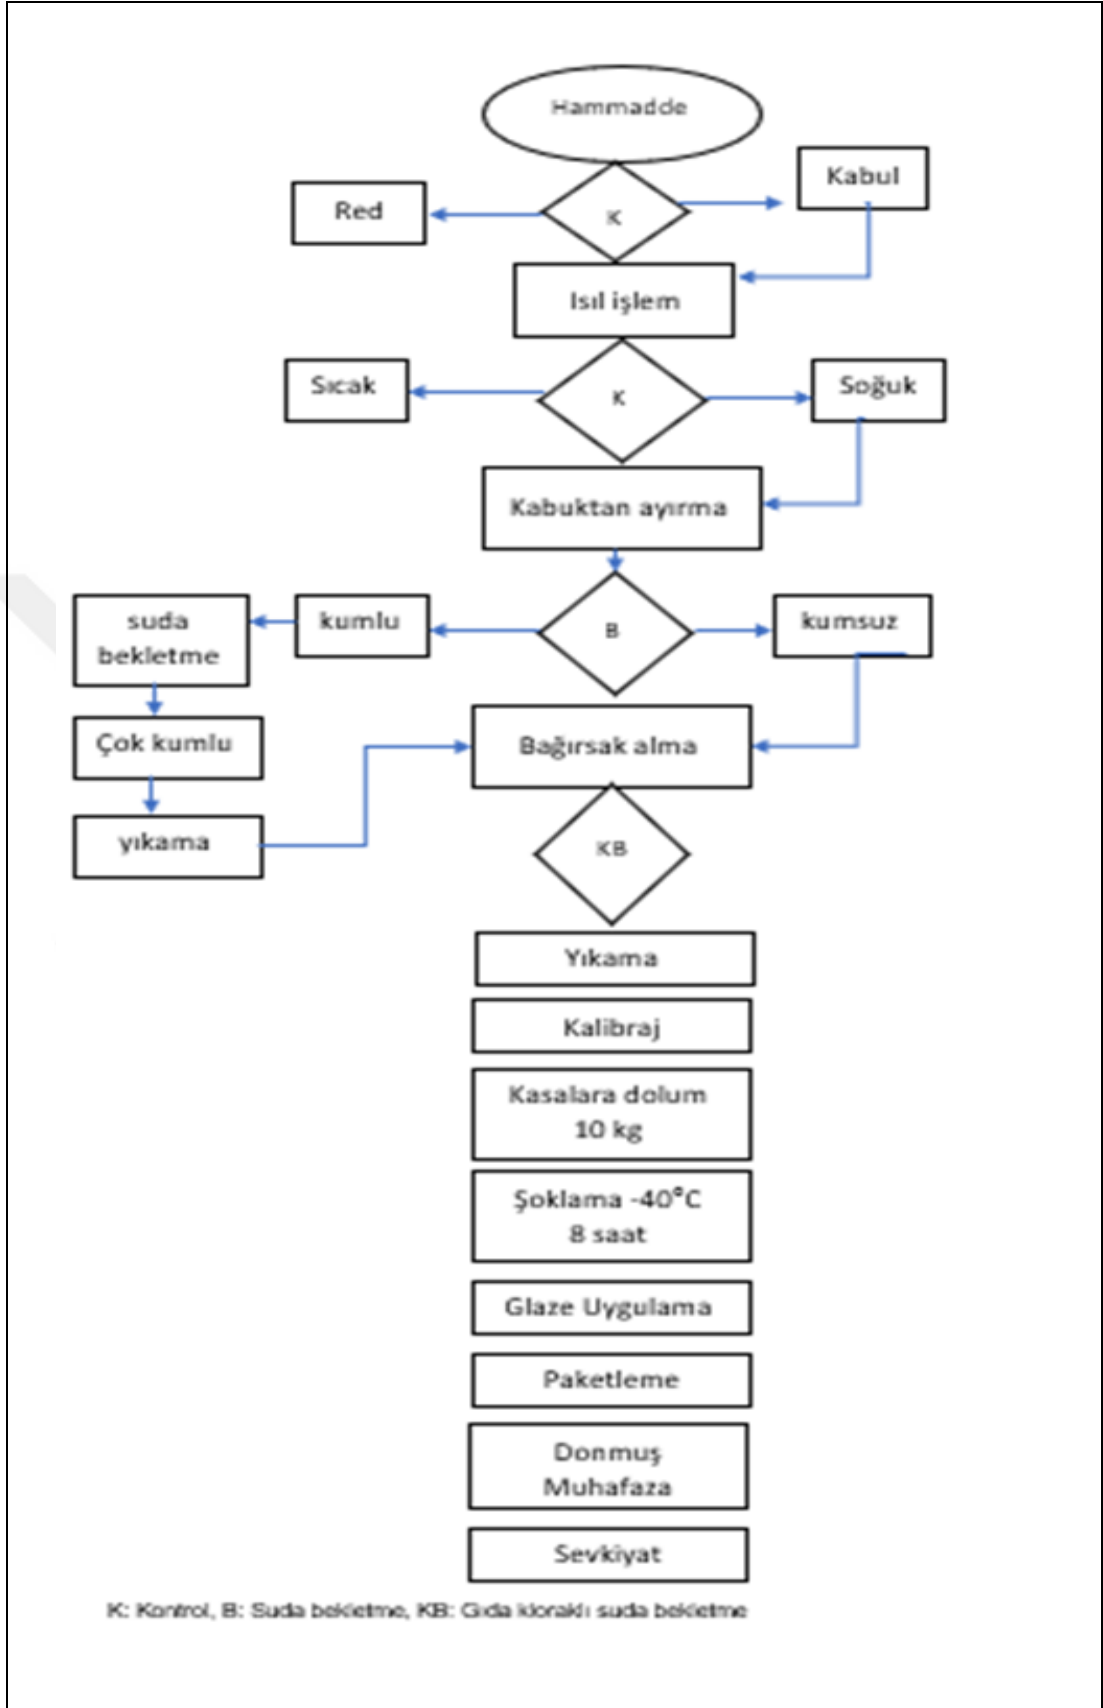 Hammadde
Kabul
Red
K
Isıl işlem
Sıcak
K
Soğuk
Kabuktan ayırma
suda
bekletme
kumlu
B
kumsuz
Çok kumlu
Bağırsak alma
yıkama
KB
Yıkama
Kalibraj
Kasalara dolum
10 kg
Şoklama -40°C
8 saat
Glaze Uygulama
Paketleme
Donmuş
Muhafaza
Sevkiyat
K: Kontrol, B: Suda bekletme, KB: Gıda kloraklı suda bekletme